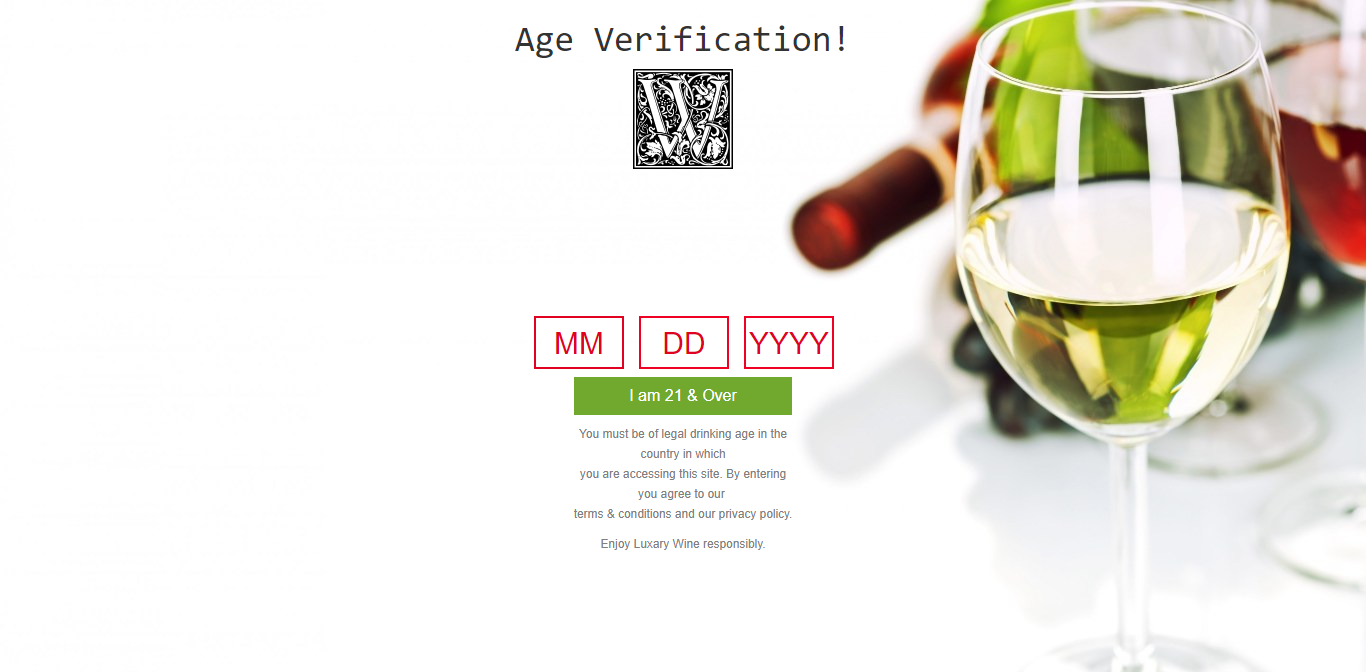 Age Verification!
W
MM DD YYYY
I am 21 & Over
You must be of legal drinking age in the
country in which
you are accessing this site. By entering
you agree to our
terms & conditions and our privacy policy.
Enjoy Luxary Wine responsibly.